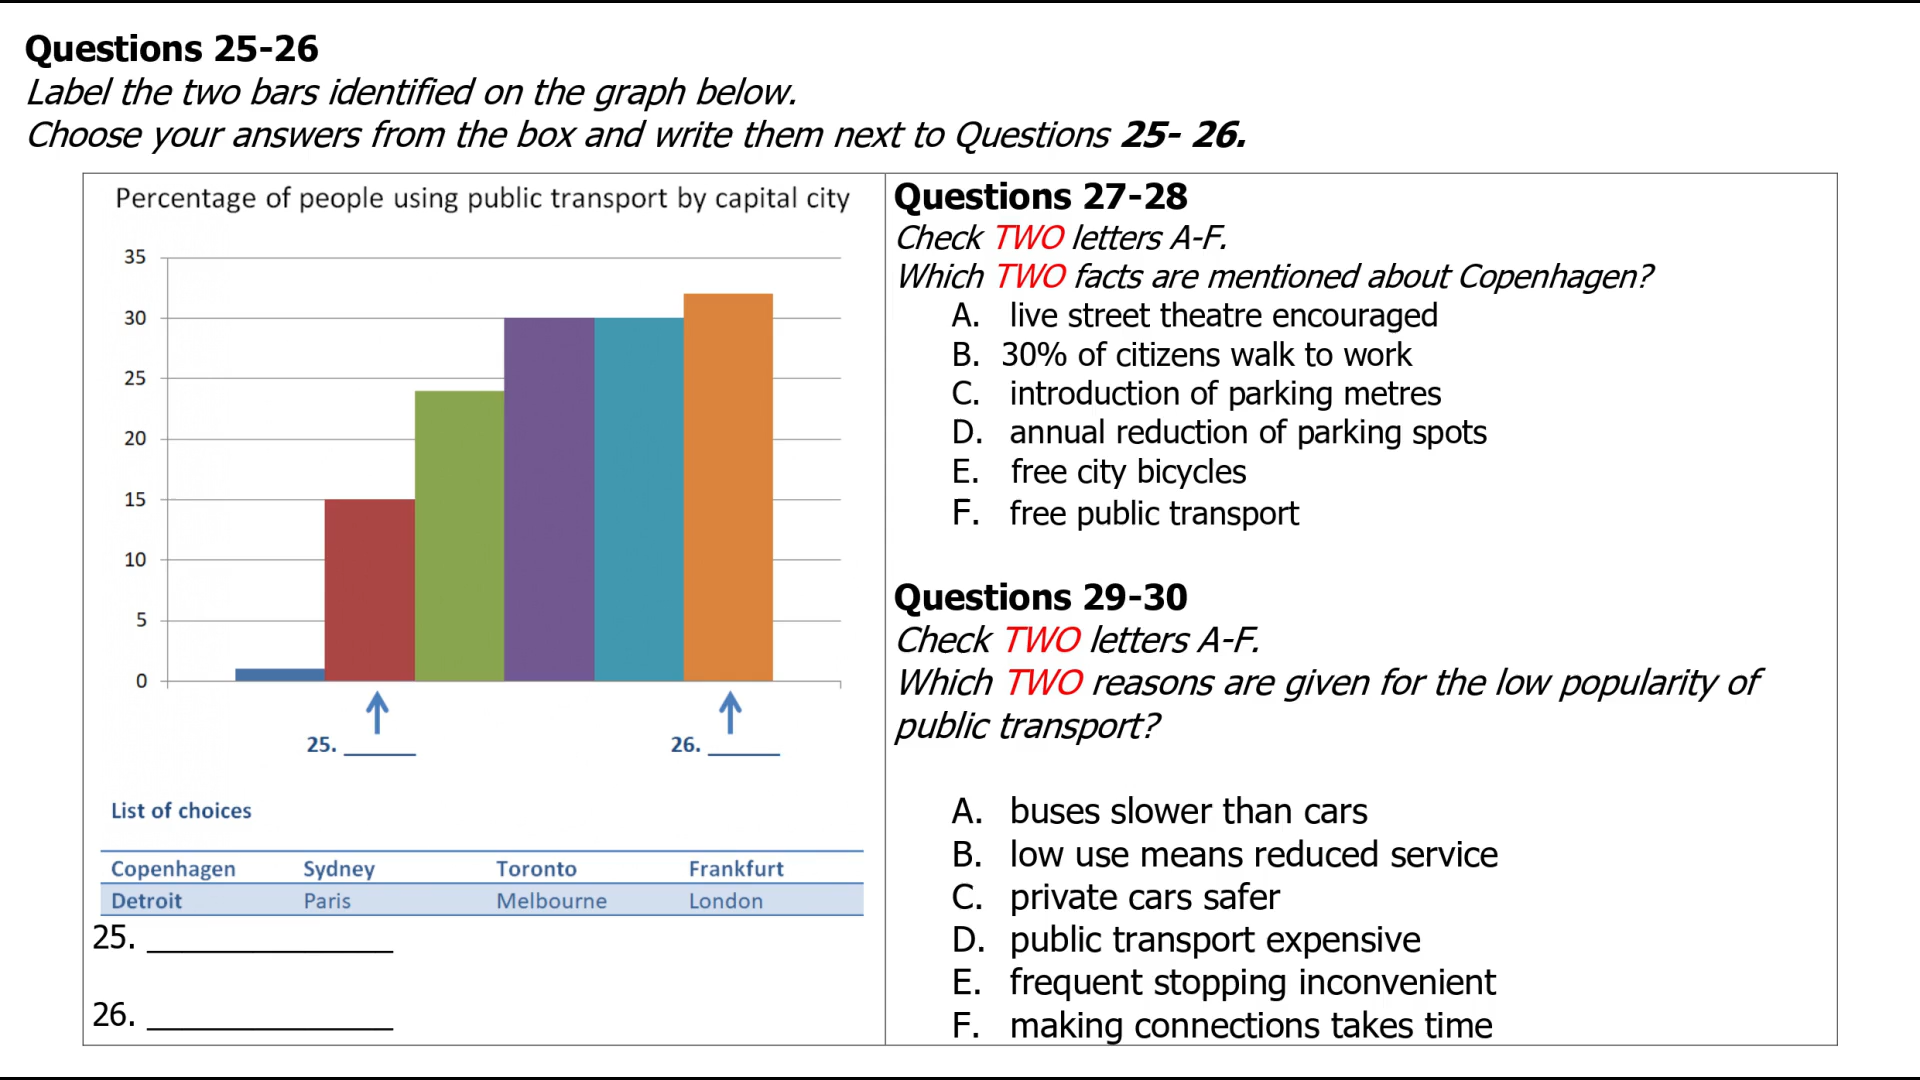 Questions 25-26
Label the two bars identified on the graph below.
Choose your answers from the box and write them next to Questions 25- 26.
Percentage of people using public transport by capital city
35
30
25
20
15
10
5
0
25. ______
26. ______
List of choices
Copenhagen Sydney Toronto Frankfurt
Detroit Paris Melbourne London
25. ______________
26. ______________
Questions 27-28
Check TWO letters A-F.
Which TWO facts are mentioned about Copenhagen?
A. live street theatre encouraged
B. 30% of citizens walk to work
C. introduction of parking metres
D. annual reduction of parking spots
E. free city bicycles
F. free public transport
Questions 29-30
Check TWO letters A-F.
Which TWO reasons are given for the low popularity of
public transport?
A. buses slower than cars
B. low use means reduced service
C. private cars safer
D. public transport expensive
E. frequent stopping inconvenient
F. making connections takes time